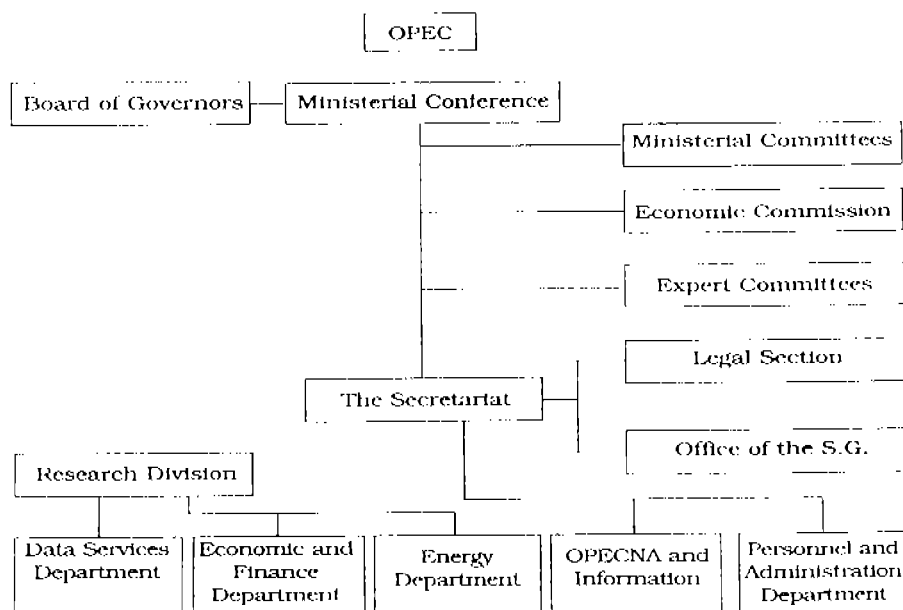 OPEC
Board of Governors
Ministerial Conference
Ministerial Committees
Economic Commission
Expert Committees
Legal Section
The Secretariat
Office of the S.G.
Research Division
Data Services
Department
Economic and
Finance
Department
Energy
Department
OPECNA and
Information
Personnel and
Administration
Department